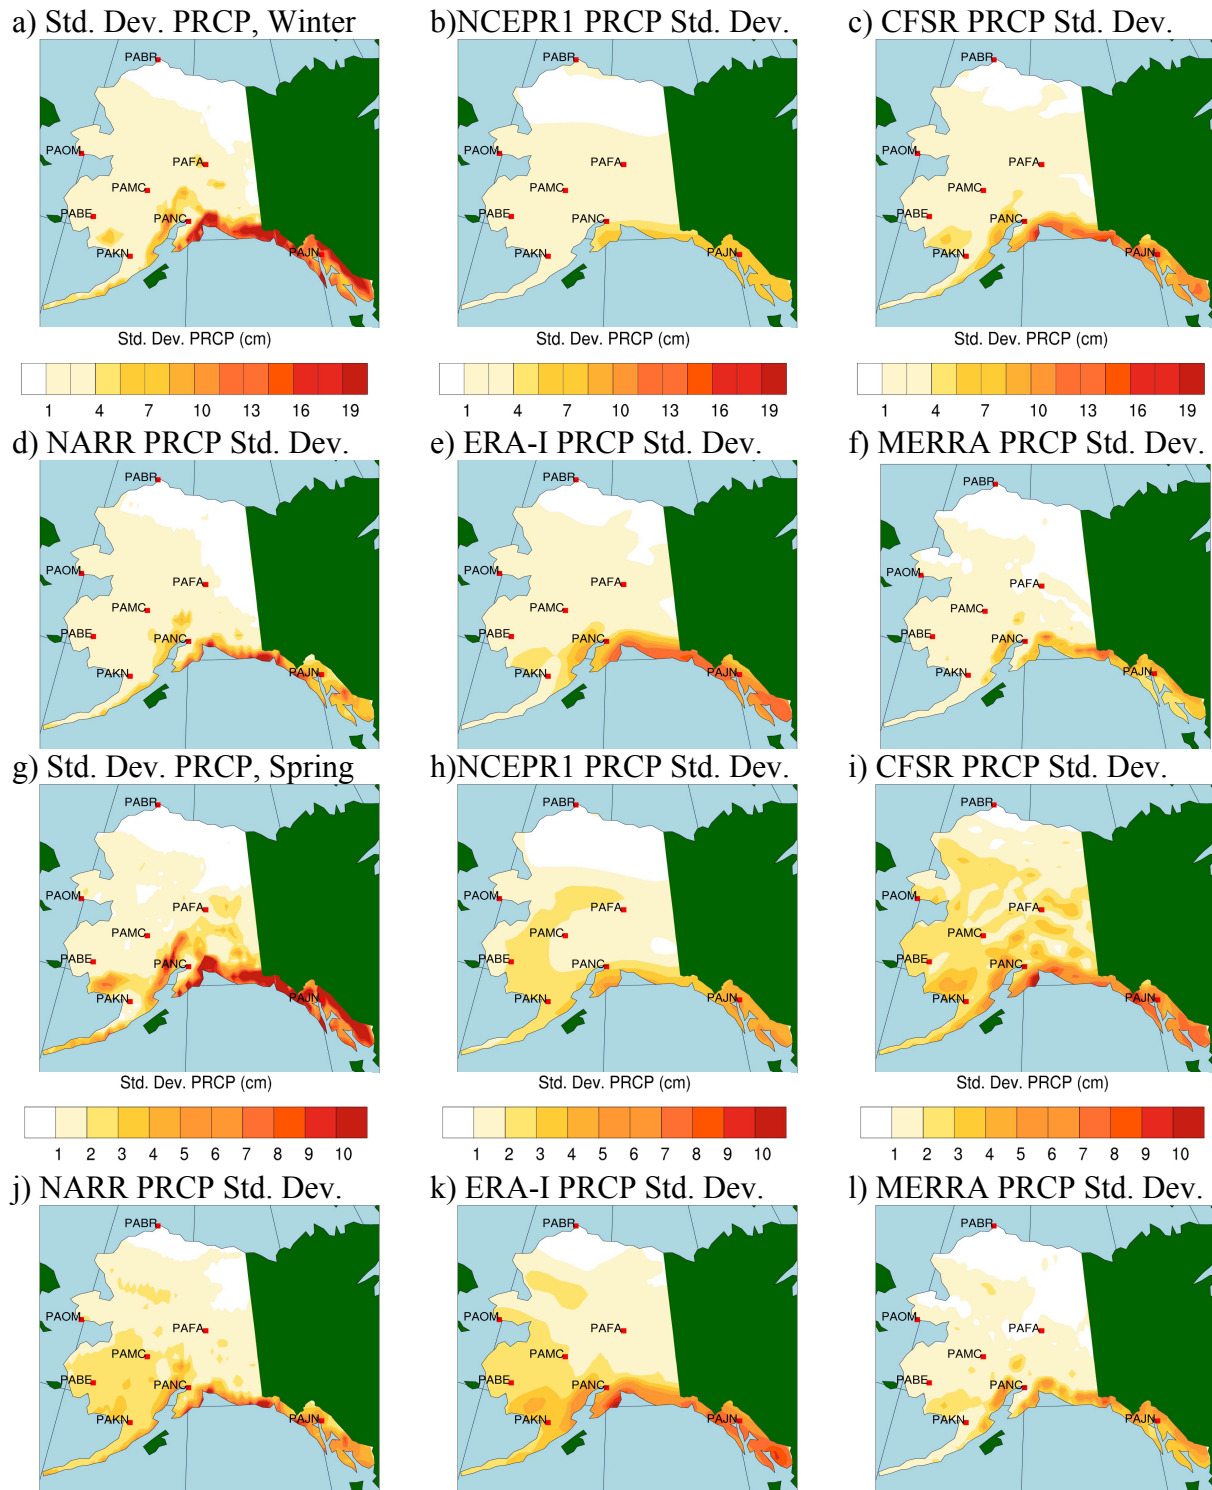 a) Std. Dev. PRCP, Winter
b)NCEPR1 PRCP Std. Dev.
c) CFSR PRCP Std. Dev.
PABR
PAOM
PAFA
PAMC
PABE
PANC
PAKN
PAJN
PABR
PAOM
PAFA
PAMC
PABE
PANC
PAKN
PAJN
PABR
PAOM
PAFA
PAMC
PABE
PANC
PAKN
PAJN
Std. Dev. PRCP (cm)
Std. Dev. PRCP (cm)
Std. Dev. PRCP (cm)
1 4 7 10 13 16 19
1 4 7 10 13 16 19
1 4 7 10 13 16 19
d) NARR PRCP Std. Dev.
e) ERA-I PRCP Std. Dev.
f) MERRA PRCP Std. Dev.
PABR
PAOM
PAFA
PAMC
PABE
PANC
PAKN
PAJN
PABR
PAOM
PAFA
PAMC
PABE
PANC
PAKN
PAJN
PABR
PAOM
PAFA
PAMC
PABE
PANC
PAKN
PAJN
g) Std. Dev. PRCP, Spring
h)NCEPR1 PRCP Std. Dev.
i) CFSR PRCP Std. Dev.
PABR
PAOM
PAFA
PAMC
PABE
PANC
PAKN
PAJN
PABR
PAOM
PAFA
PAMC
PABE
PANC
PAKN
PAJN
PABR
PAOM
PAFA
PAMC
PABE
PANC
PAKN
PAJN
Std. Dev. PRCP (cm)
Std. Dev. PRCP (cm)
Std. Dev. PRCP (cm)
1 2 3 4 5 6 7 8 9 10
1 2 3 4 5 6 7 8 9 10
1 2 3 4 5 6 7 8 9 10
j) NARR PRCP Std. Dev.
k) ERA-I PRCP Std. Dev.
l) MERRA PRCP Std. Dev.
PABR
PAOM
PAFA
PAMC
PABE
PANC
PAKN
PAJN
PABR
PAOM
PAFA
PAMC
PABE
PANC
PAKN
PAJN
PABR
PAOM
PAFA
PAMC
PABE
PANC
PAKN
PAJN